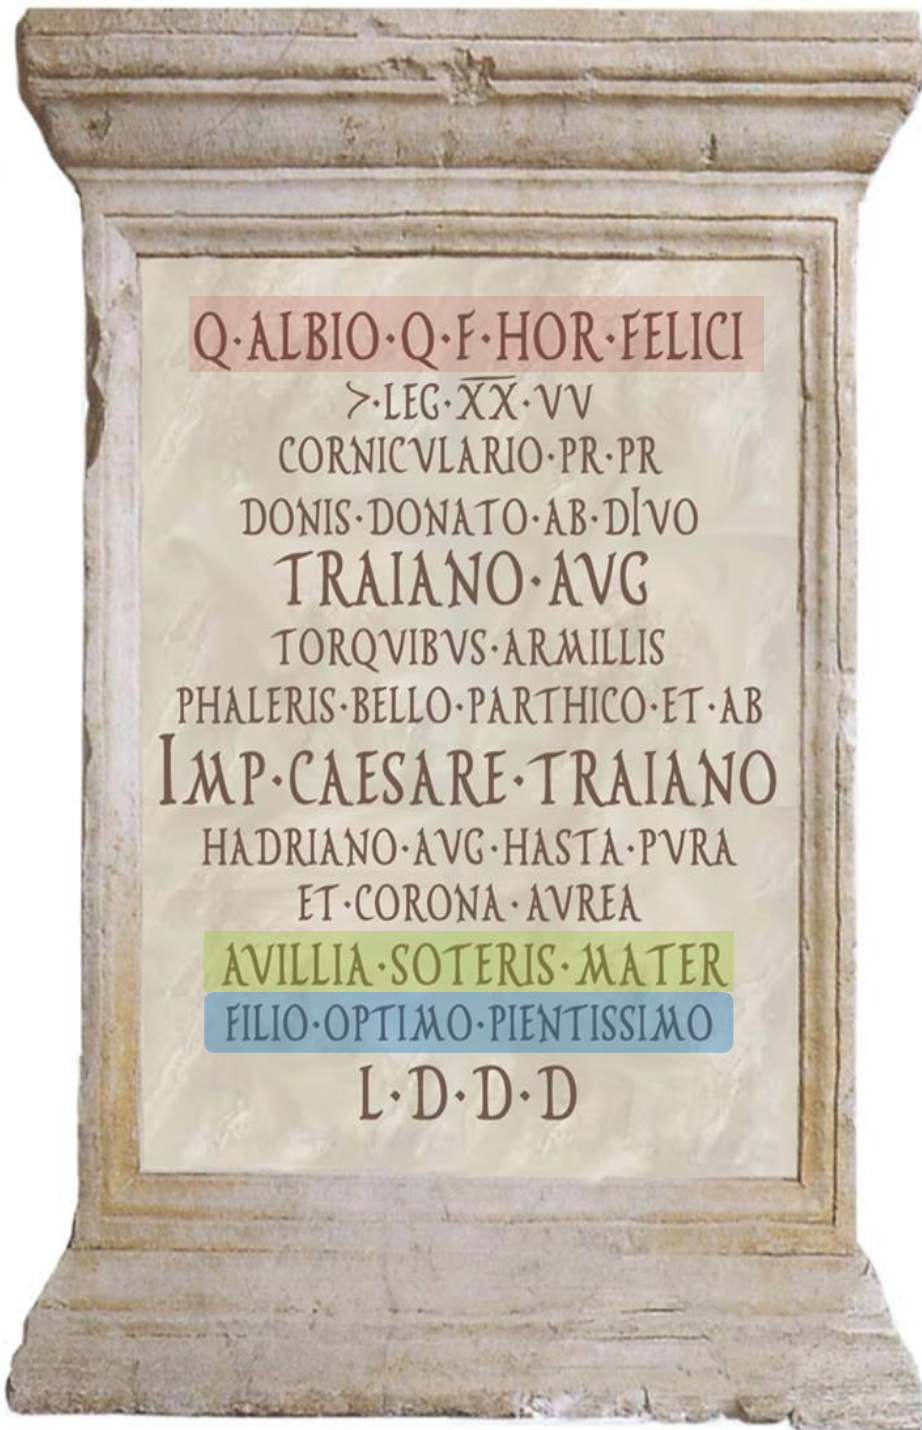 Q·ALBIO·Q·F·HOR·FELICI
>·LEG·X̅X̅·VV
CORNICVLARIO·PR·PR
DONIS·DONATO·AB·DIVO
TRAIANO·AVG
TORQVIBVS·ARMILLIS
PHALERIS·BELLO·PARTHICO·ET·AB
IMP·CAESARE·TRAIANO
HADRIANO·AVG·HASTA·PVRA
ET·CORONA·AVREA
AVILLIA·SOTERIS·MATER
FILIO·OPTIMO·PIENTISSIMO
L·D·D·D